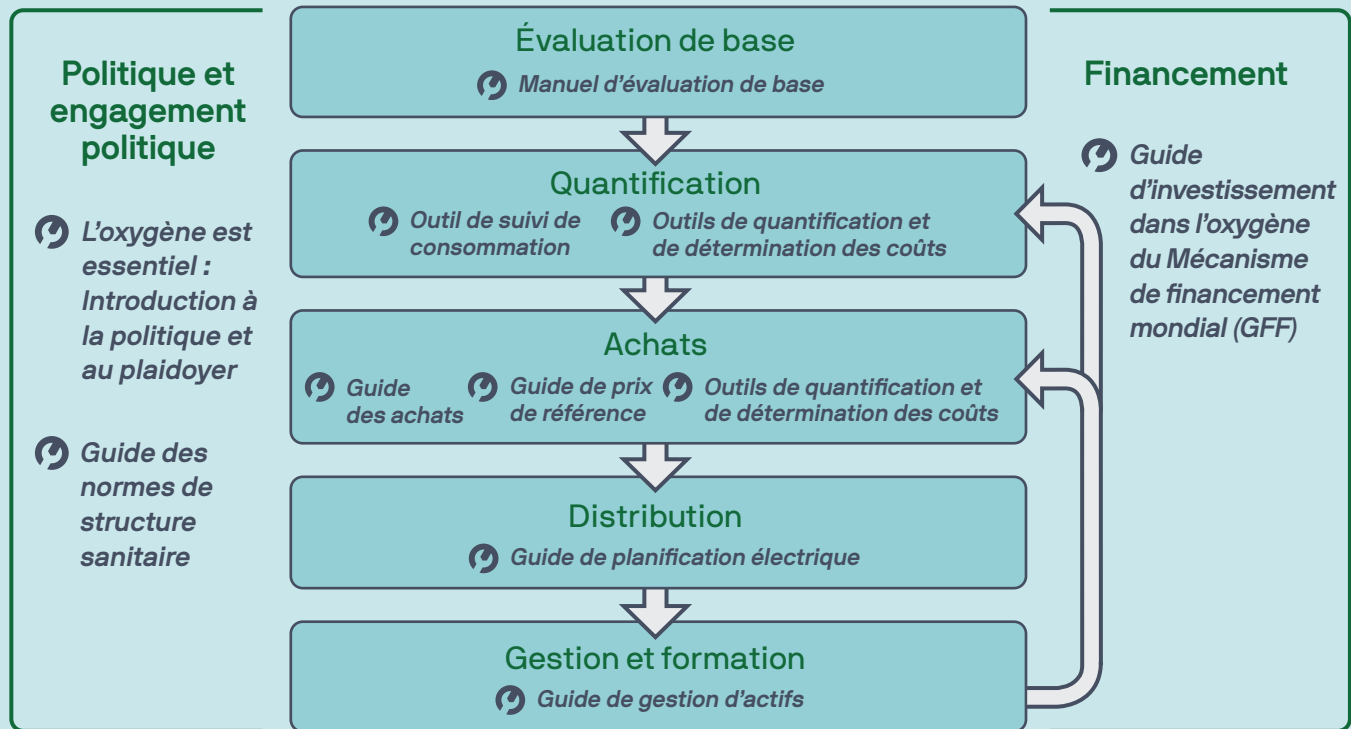 Politique et
engagement
politique
L’oxygène est
essentiel :
Introduction à
la politique et
au plaidoyer
Guide des
normes de
structure
sanitaire
Évaluation de base
Manuel d’évaluation de base
Quantification
Outil de suivi de
consommation
Outils de quantification et
de détermination des coûts
Achats
Guide
des achats
Guide de prix
de référence
Outils de quantification et
de détermination des coûts
Distribution
Guide de planification électrique
Gestion et formation
Guide de gestion d’actifs
Financement
Guide
d’investissement
dans l’oxygène
du Mécanisme
de financement
mondial (GFF)